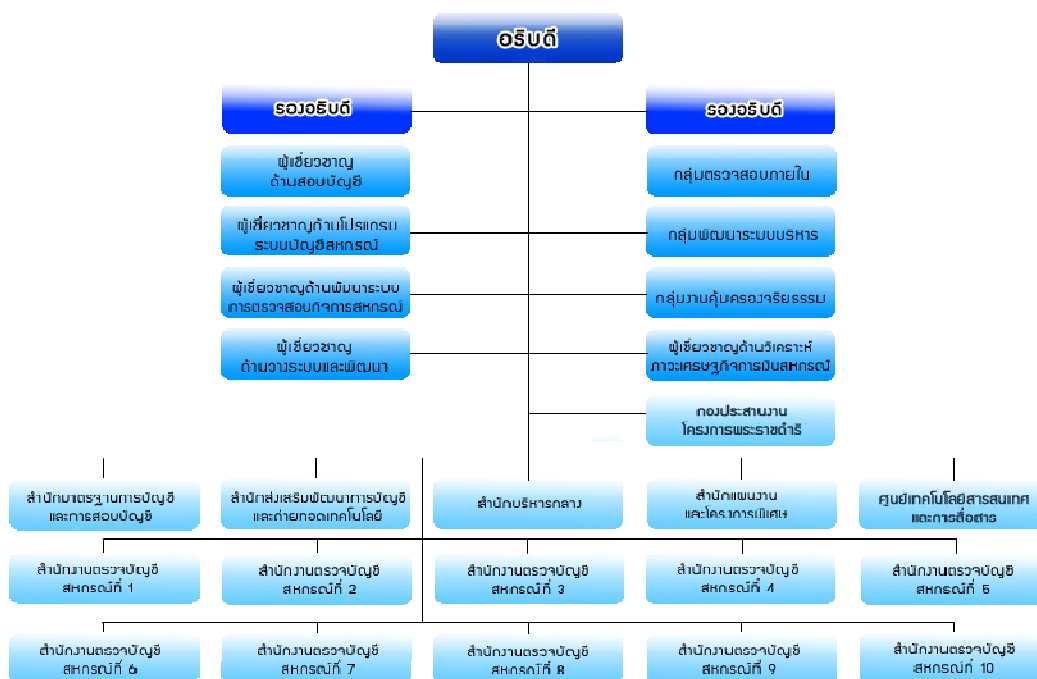 อธิบดี
รองอธิบดี
รองอธิบดี
ผู้เชี่ยวชาญ
ด้านสอบบัญชี
กลุ่มตรวจสอบภายใน
ผู้เชี่ยวชาญด้านโปรแกรม
ระบบบัญชีสหกรณ์
กลุ่มพัฒนาระบบบริหาร
ผู้เชี่ยวชาญด้านพัฒนาระบบ
การตรวจสอบกิจการสหกรณ์
กลุ่มงานคุ้มครองจริยธรรม
ผู้เชี่ยวชาญ
ด้านวางระบบและพัฒนา
ผู้เชี่ยวชาญด้านวิเคราะห์
ภาวะเศรษฐกิจการเงินสหกรณ์
กองประสานงาน
โครงการพระราชดำริ
สำนักมาตรฐานการบัญชี
และการสอบบัญชี
สำนักส่งเสริมพัฒนาการบัญชี
และถ่ายทอดเทคโนโลยี
สำนักบริหารกลาง
สำนักแผนงาน
และโครงการพิเศษ
ศูนย์เทคโนโลยีสารสนเทศ
และการสื่อสาร
สำนักงานตรวจบัญชี
สหกรณ์ที่ 1
สำนักงานตรวจบัญชี
สหกรณ์ที่ 2
สำนักงานตรวจบัญชี
สหกรณ์ที่ 3
สำนักงานตรวจบัญชี
สหกรณ์ที่ 4
สำนักงานตรวจบัญชี
สหกรณ์ที่ 5
สำนักงานตรวจบัญชี
สหกรณ์ที่ 6
สำนักงานตรวจบัญชี
สหกรณ์ที่ 7
สำนักงานตรวจบัญชี
สหกรณ์ที่ 8
สำนักงานตรวจบัญชี
สหกรณ์ที่ 9
สำนักงานตรวจบัญชี
สหกรณ์ที่ 10